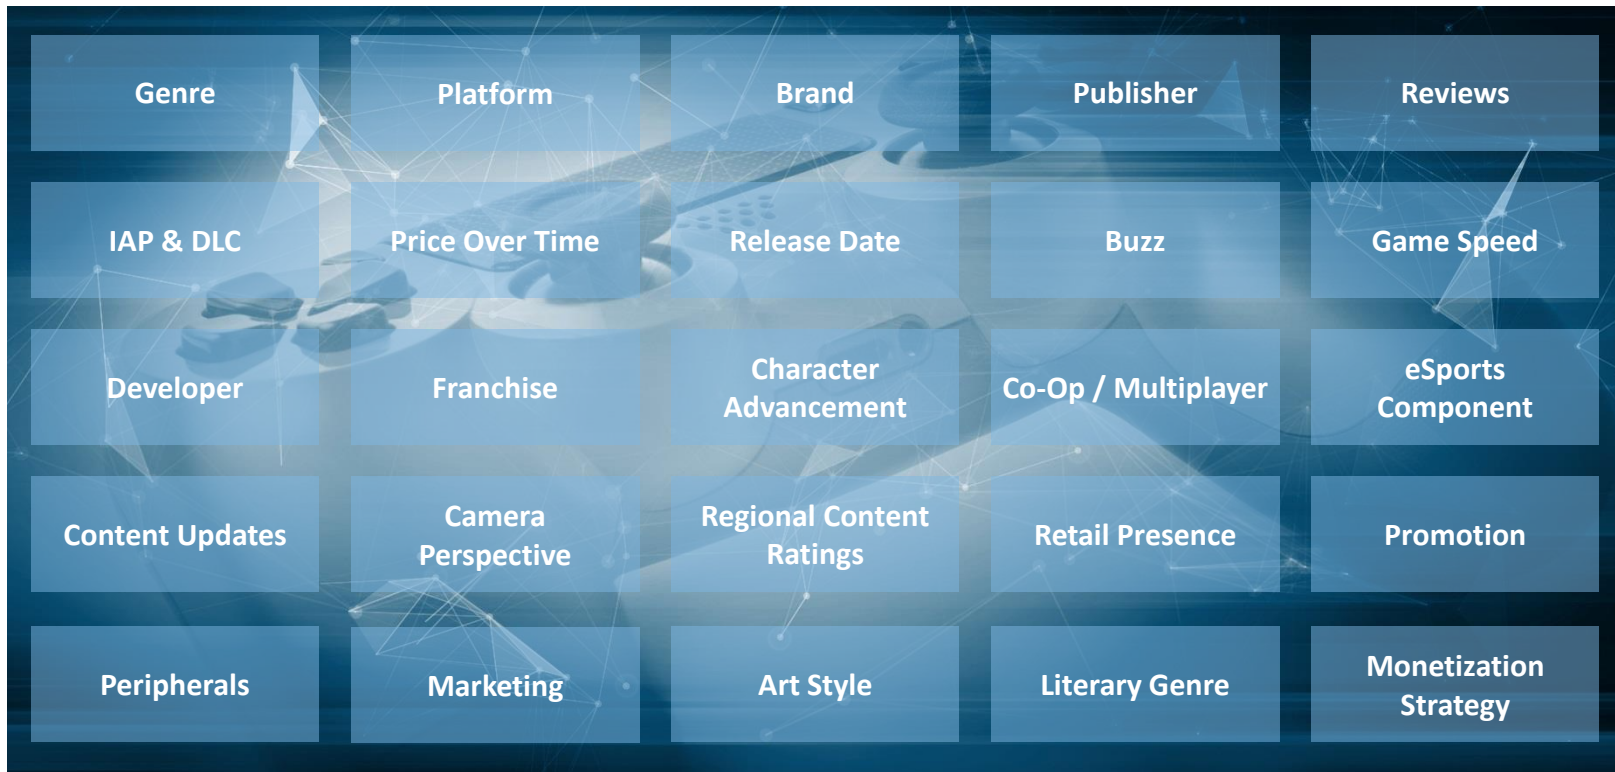 Genre
Platform
Brand
Publisher
Reviews
IAP & DLC
Price Over Time
Release Date
Buzz
Game Speed
Developer
Franchise
Character
Advancement
Co-Op / Multiplayer
eSports
Component
Content Updates
Camera
Perspective
Regional Content
Ratings
Retail Presence
Promotion
Peripherals
Marketing
Art Style
Literary Genre
Monetization
Strategy